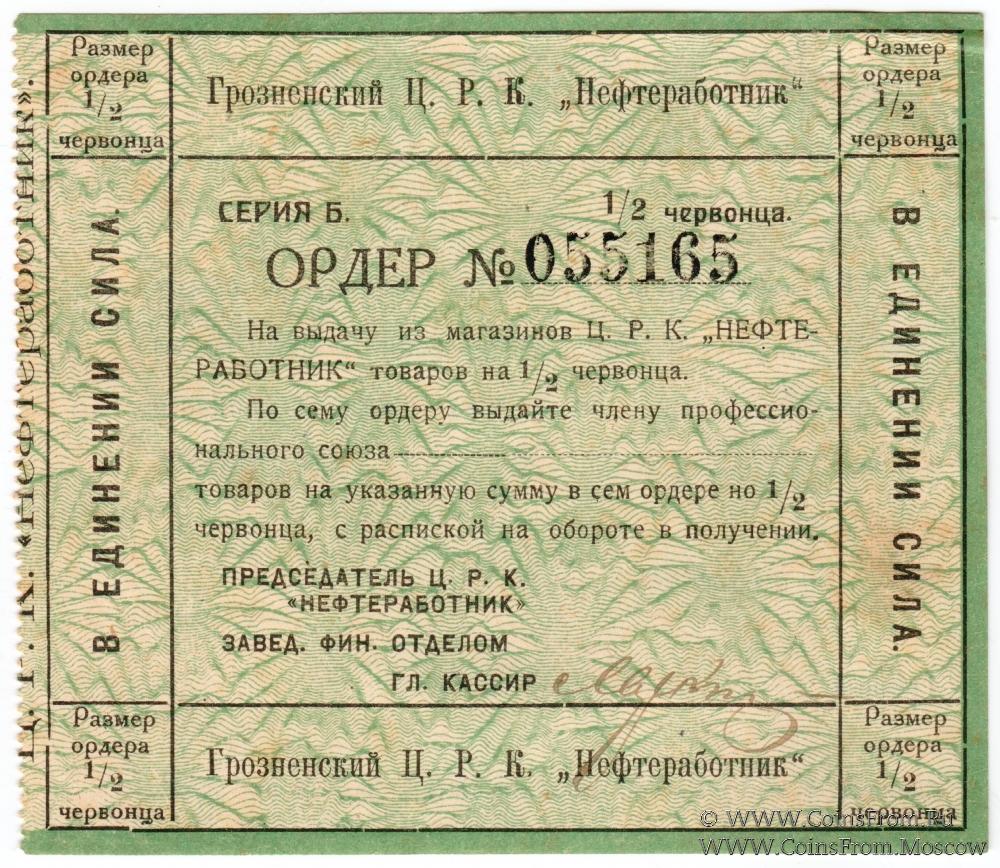 Размер
ордера
1/2
червонца
Грозненский Ц. Р. К. „Нефтеработник“
Размер
ордера
1/2
червонца
Ц. Р. К. «Нефтеработник».
В ЕДИНЕНИИ СИЛА.
СЕРИЯ Б.
1/2 червонца.
ОРДЕР № 055165
На выдачу из магазинов Ц. Р. К. „НЕФТЕ-
РАБОТНИК“ товаров на 1/2 червонца.
По сему ордеру выдайте члену профессио-
нального союза
товаров на указанную сумму в сем ордере но 1/2
червонца, с распиской на обороте в получении.
ПРЕДСЕДАТЕЛЬ Ц. Р. К.
«НЕФТЕРАБОТНИК»
ЗАВЕД. ФИН. ОТДЕЛОМ
ГЛ. КАССИР
В ЕДИНЕНИИ СИЛА.
Размер
ордера
1/2
червонца
Грозненский Ц. Р. К. „Нефтеработник“
Размер
ордера
1/2
червонца
© WWW.CoinsFrom.Ru
WWW.CoinsFrom.Moscow